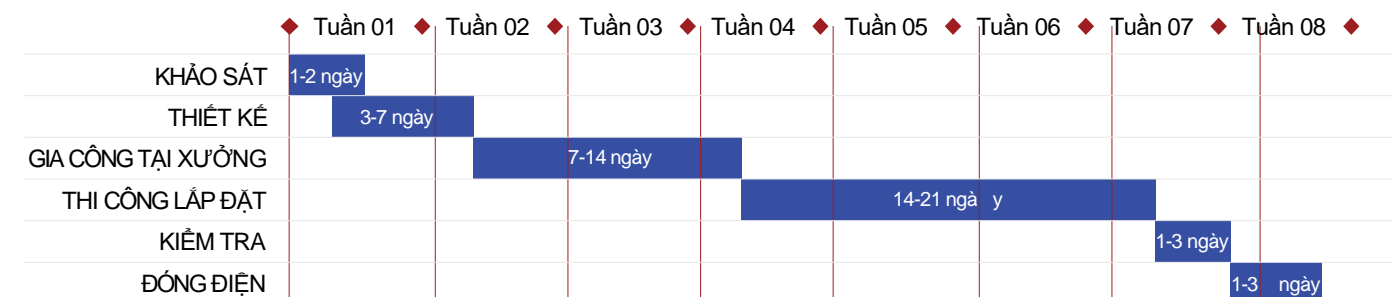 Tuần 01 Tuần 02 Tuần 03 Tuần 04 Tuần 05 Tuần 06 Tuần 07 Tuần 08
KHẢO SÁT 1-2 ngày
THIẾT KẾ 3-7 ngày
GIA CÔNG TẠI XƯỞNG 7-14 ngày
THI CÔNG LẮP ĐẶT 14-21 ngà y
KIỂM TRA 1-3 ngày
ĐÓNG ĐIỆN 1-3 ngày